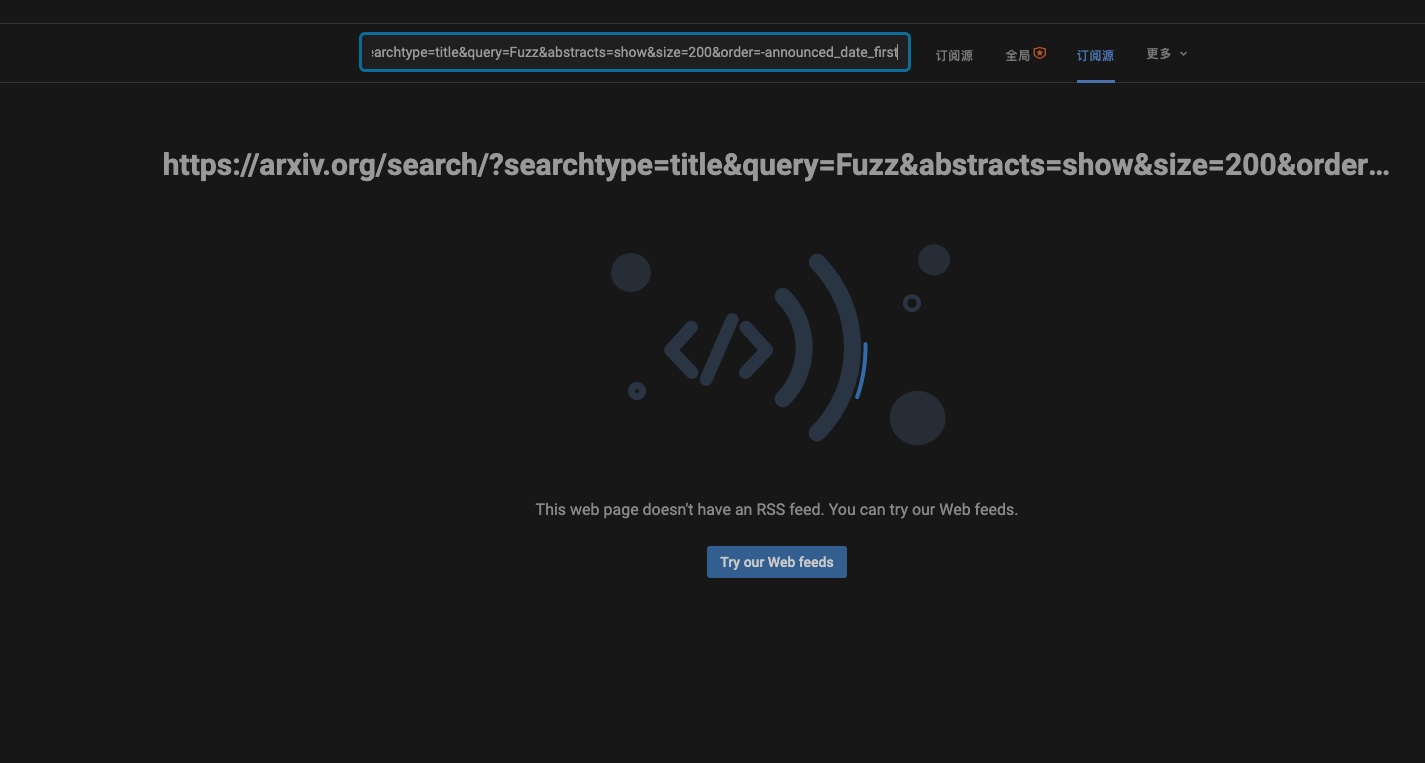 earchtype=title&query=Fuzz&abstracts=show&size=200&order=-announced_date_first
订阅源
全局
订阅源
更多
https://arxiv.org/search/?searchtype=title&query=Fuzz&abstracts=show&size=200&order...
This web page doesn't have an RSS feed. You can try our Web feeds.
Try our Web feeds